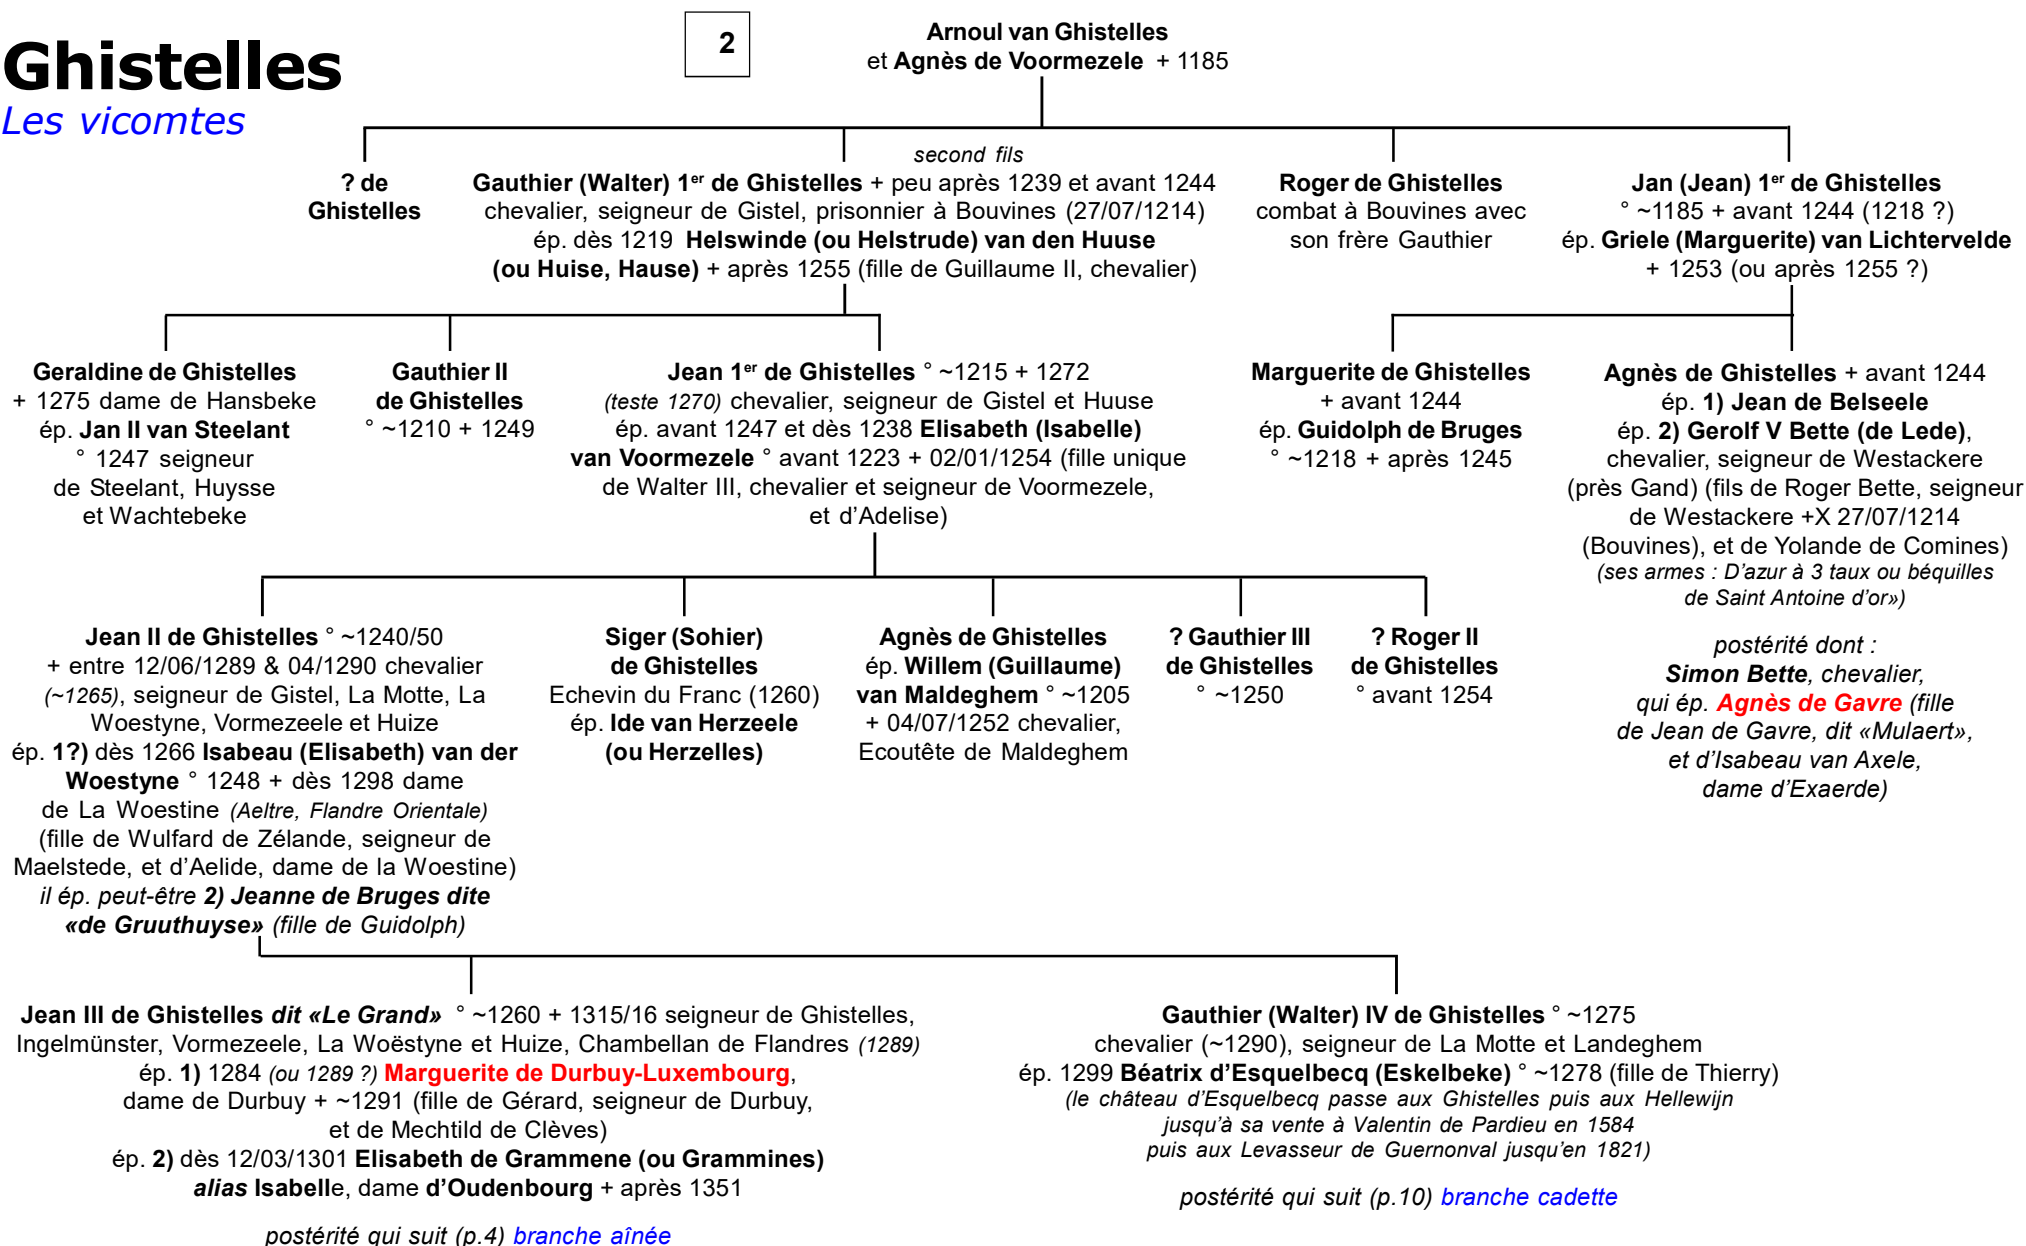 Ghistelles
Les vicomtes
2
Arnoul van Ghistelles
et Agnès de Voormezele + 1185
? de
Ghistelles
second fils
Gauthier (Walter) 1er de Ghistelles + peu après 1239 et avant 1244
chevalier, seigneur de Gistel, prisonnier à Bouvines (27/07/1214)
ép. dès 1219 Helswinde (ou Helstrude) van den Huuse
(ou Huise, Hause) + après 1255 (fille de Guillaume II, chevalier)
Roger de Ghistelles
combat à Bouvines avec
son frère Gauthier
Jan (Jean) 1er de Ghistelles
° ~1185 + avant 1244 (1218 ?)
ép. Griele (Marguerite) van Lichtervelde
+ 1253 (ou après 1255 ?)
Geraldine de Ghistelles
+ 1275 dame de Hansbeke
ép. Jan II van Steelant
° 1247 seigneur
de Steelant, Huysse
et Wachtebeke
Gauthier II
de Ghistelles
° ~1210 + 1249
Jean 1er de Ghistelles ° ~1215 + 1272
(teste 1270) chevalier, seigneur de Gistel et Huuse
ép. avant 1247 et dès 1238 Elisabeth (Isabelle)
van Voormezele ° avant 1223 + 02/01/1254 (fille unique
de Walter III, chevalier et seigneur de Voormezele,
et d’Adelise)
Marguerite de Ghistelles
+ avant 1244
ép. Guidolph de Bruges
° ~1218 + après 1245
Agnès de Ghistelles + avant 1244
ép. 1) Jean de Belseele
ép. 2) Gerolf V Bette (de Lede),
chevalier, seigneur de Westackere
(près Gand) (fils de Roger Bette, seigneur
de Westackere +X 27/07/1214
(Bouvines), et de Yolande de Comines)
(ses armes : D’azur à 3 taux ou béquilles
de Saint Antoine d’or»)
postérité dont :
Simon Bette, chevalier,
qui ép. Agnès de Gavre (fille
de Jean de Gavre, dit «Mulaert»,
et d’Isabeau van Axele,
dame d’Exaerde)
Jean II de Ghistelles ° ~1240/50
+ entre 12/06/1289 & 04/1290 chevalier
(~1265), seigneur de Gistel, La Motte, La
Woestyne, Vormezeele et Huize
ép. 1?) dès 1266 Isabeau (Elisabeth) van der
Woestyne ° 1248 + dès 1298 dame
de La Woestine (Aeltre, Flandre Orientale)
(fille de Wulfard de Zélande, seigneur de
Maelstede, et d’Aelide, dame de la Woestine)
il ép. peut-être 2) Jeanne de Bruges dite
«de Gruuthuyse» (fille de Guidolph)
Siger (Sohier)
de Ghistelles
Echevin du Franc (1260)
ép. Ide van Herzeele
(ou Herzelles)
Agnès de Ghistelles
ép. Willem (Guillaume)
van Maldeghem ° ~1205
+ 04/07/1252 chevalier,
Ecoutête de Maldeghem
? Gauthier III
de Ghistelles
° ~1250
? Roger II
de Ghistelles
° avant 1254
Jean III de Ghistelles dit «Le Grand» ° ~1260 + 1315/16 seigneur de Ghistelles,
Ingelmünster, Vormezeele, La Woëstyne et Huize, Chambellan de Flandres (1289)
ép. 1) 1284 (ou 1289 ?) Marguerite de Durbuy-Luxembourg,
dame de Durbuy + ~1291 (fille de Gérard, seigneur de Durbuy,
et de Mechtild de Clèves)
ép. 2) dès 12/03/1301 Elisabeth de Grammene (ou Grammines)
alias Isabelle, dame d’Oudenbourg + après 1351
postérité qui suit (p.4) branche aînée
Gauthier (Walter) IV de Ghistelles ° ~1275
chevalier (~1290), seigneur de La Motte et Landeghem
ép. 1299 Béatrix d’Esquelbecq (Eskelbeke) ° ~1278 (fille de Thierry)
(le château d’Esquelbecq passe aux Ghistelles puis aux Hellewijn
jusqu’à sa vente à Valentin de Pardieu en 1584
puis aux Levasseur de Guernonval jusqu’en 1821)
postérité qui suit (p.10) branche cadette